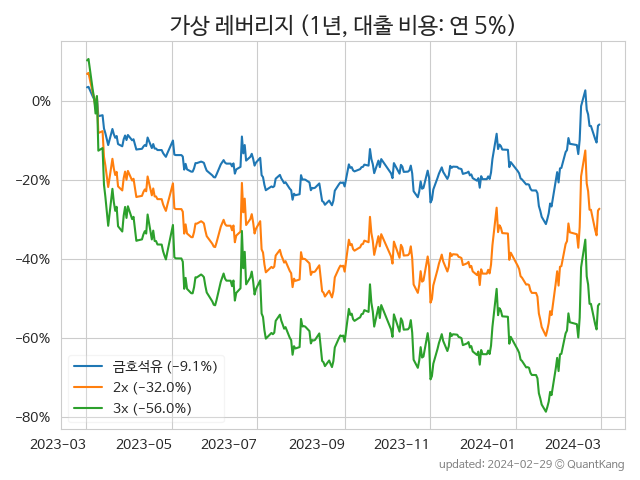 가상 레버리지 (1년, 대출 비용: 연 5%)
0%
−20%
−40%
−60%
−80%
금호석유 (−9.1%)
2x (−32.0%)
3x (−56.0%)
2023-03 2023-05 2023-07 2023-09 2023-11 2024-01 2024-03
updated: 2024-02-29 © QuantKang